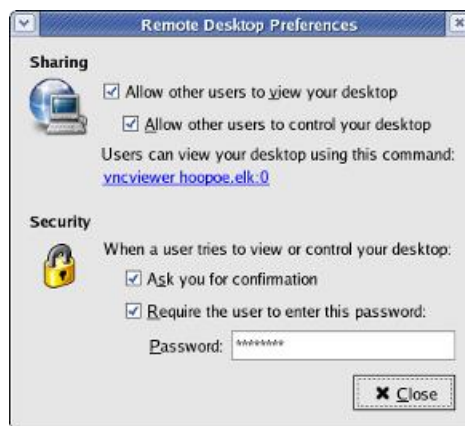 Remote Desktop Preferences
Sharing
Allow other users to view your desktop
Allow other users to control your desktop
Users can view your desktop using this command:
vncviewer hoopoe.elk:0
Security
When a user tries to view or control your desktop:
Ask you for confirmation
Require the user to enter this password:
Password: ********
Close